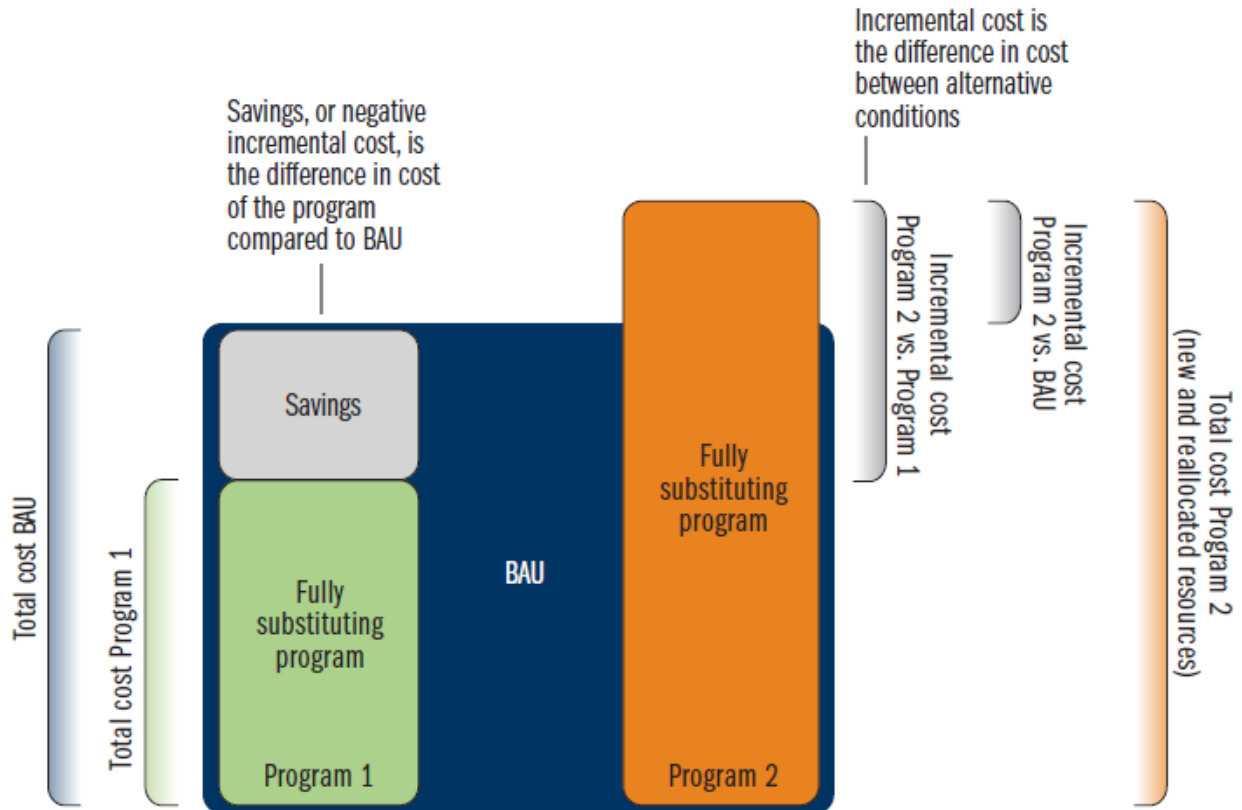 Incremental cost is
the difference in cost
between alternative
conditions
Savings, or negative
incremental cost, is
the difference in cost
of the program
compared to BAU
Total cost BAU
Total cost Program 1
Savings
Fully
substituting
program
Program 1
BAU
Fully
substituting
program
Program 2
Incremental cost
Program 2 vs. Program 1
Incremental cost
Program 2 vs. BAU
Total cost Program 2
(new and reallocated resources)